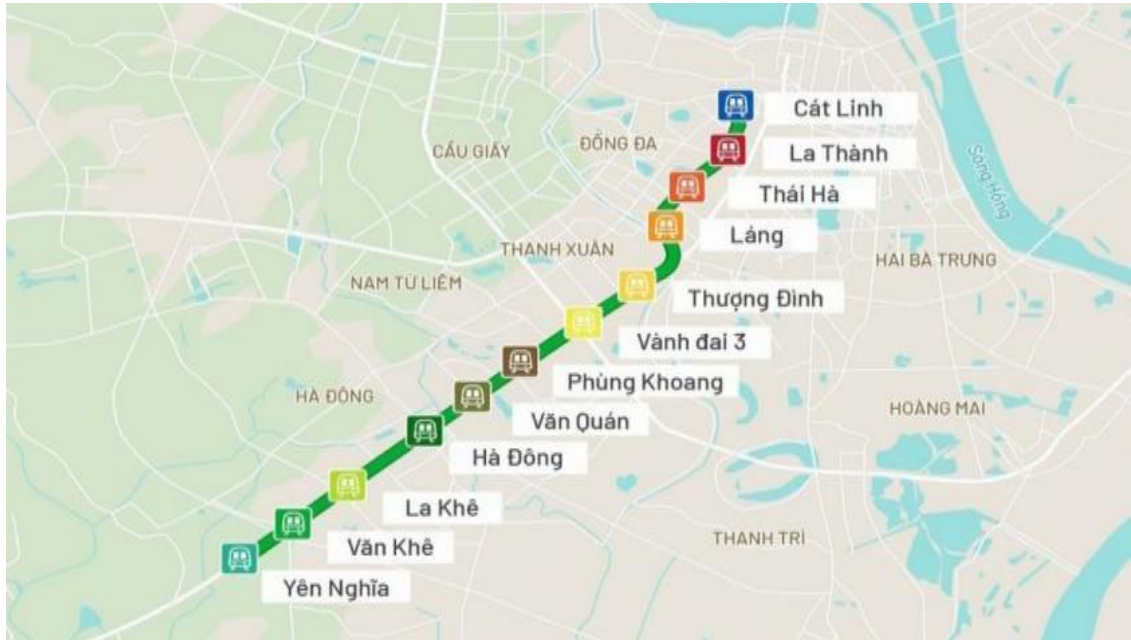 Cát Linh
ĐỐNG ĐA
CẦU GIẤY
La Thành
Thái Hà
Sông Hồng
Láng
THANH XUÂN
HAI BÀ TRƯNG
NAM TỪ LIÊM
Thượng Đình
Vành đai 3
Phùng Khoang
HÀ ĐÔNG
Văn Quán
HOÀNG MAI
Hà Đông
La Khê
THANH TRÌ
Văn Khê
Yên Nghĩa